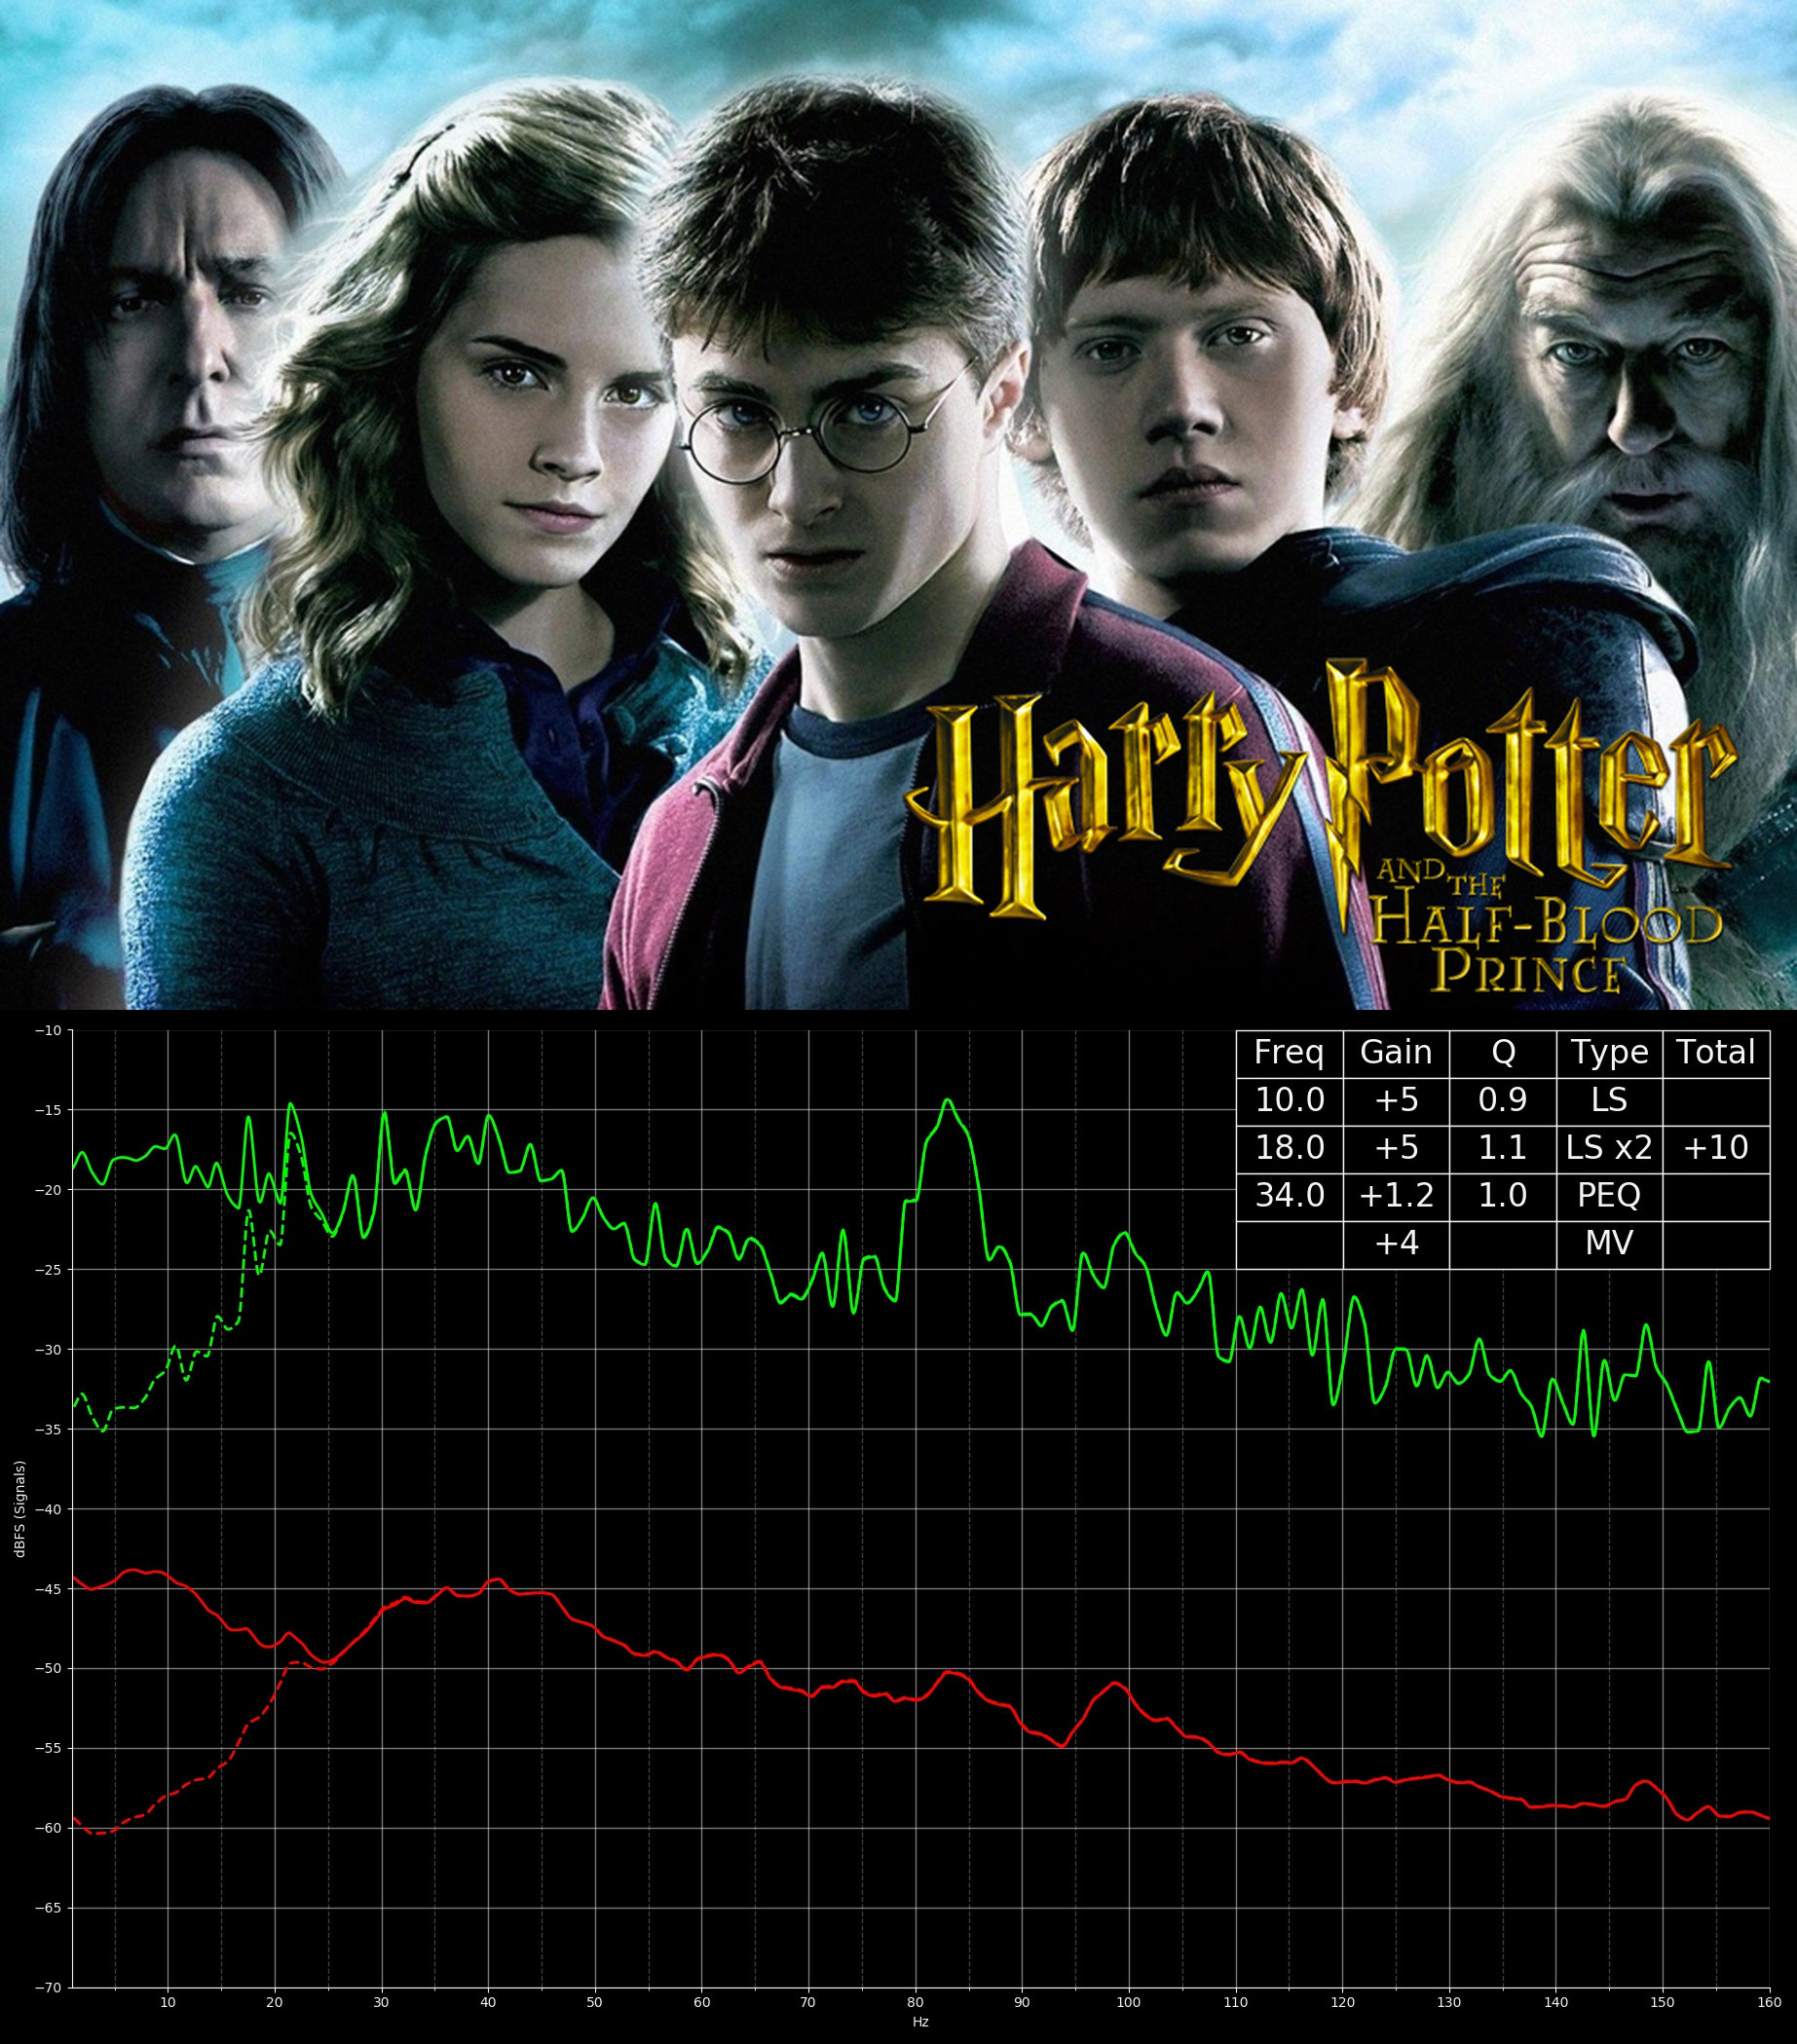 Harry Potter
AND THE
HALF-BLOOD
PRINCE
Freq Gain Q Type Total
10.0 +5 0.9 LS
18.0 +5 1.1 LS x2 +10
34.0 +1.2 1.0 PEQ
+4 MV
−10
−15
−20
−25
−30
−35
−40
−45
−50
−55
−60
−65
−70
dBFS (Signals)
10 20 30 40 50 60 70 80 90 100 110 120 130 140 150 160
Hz